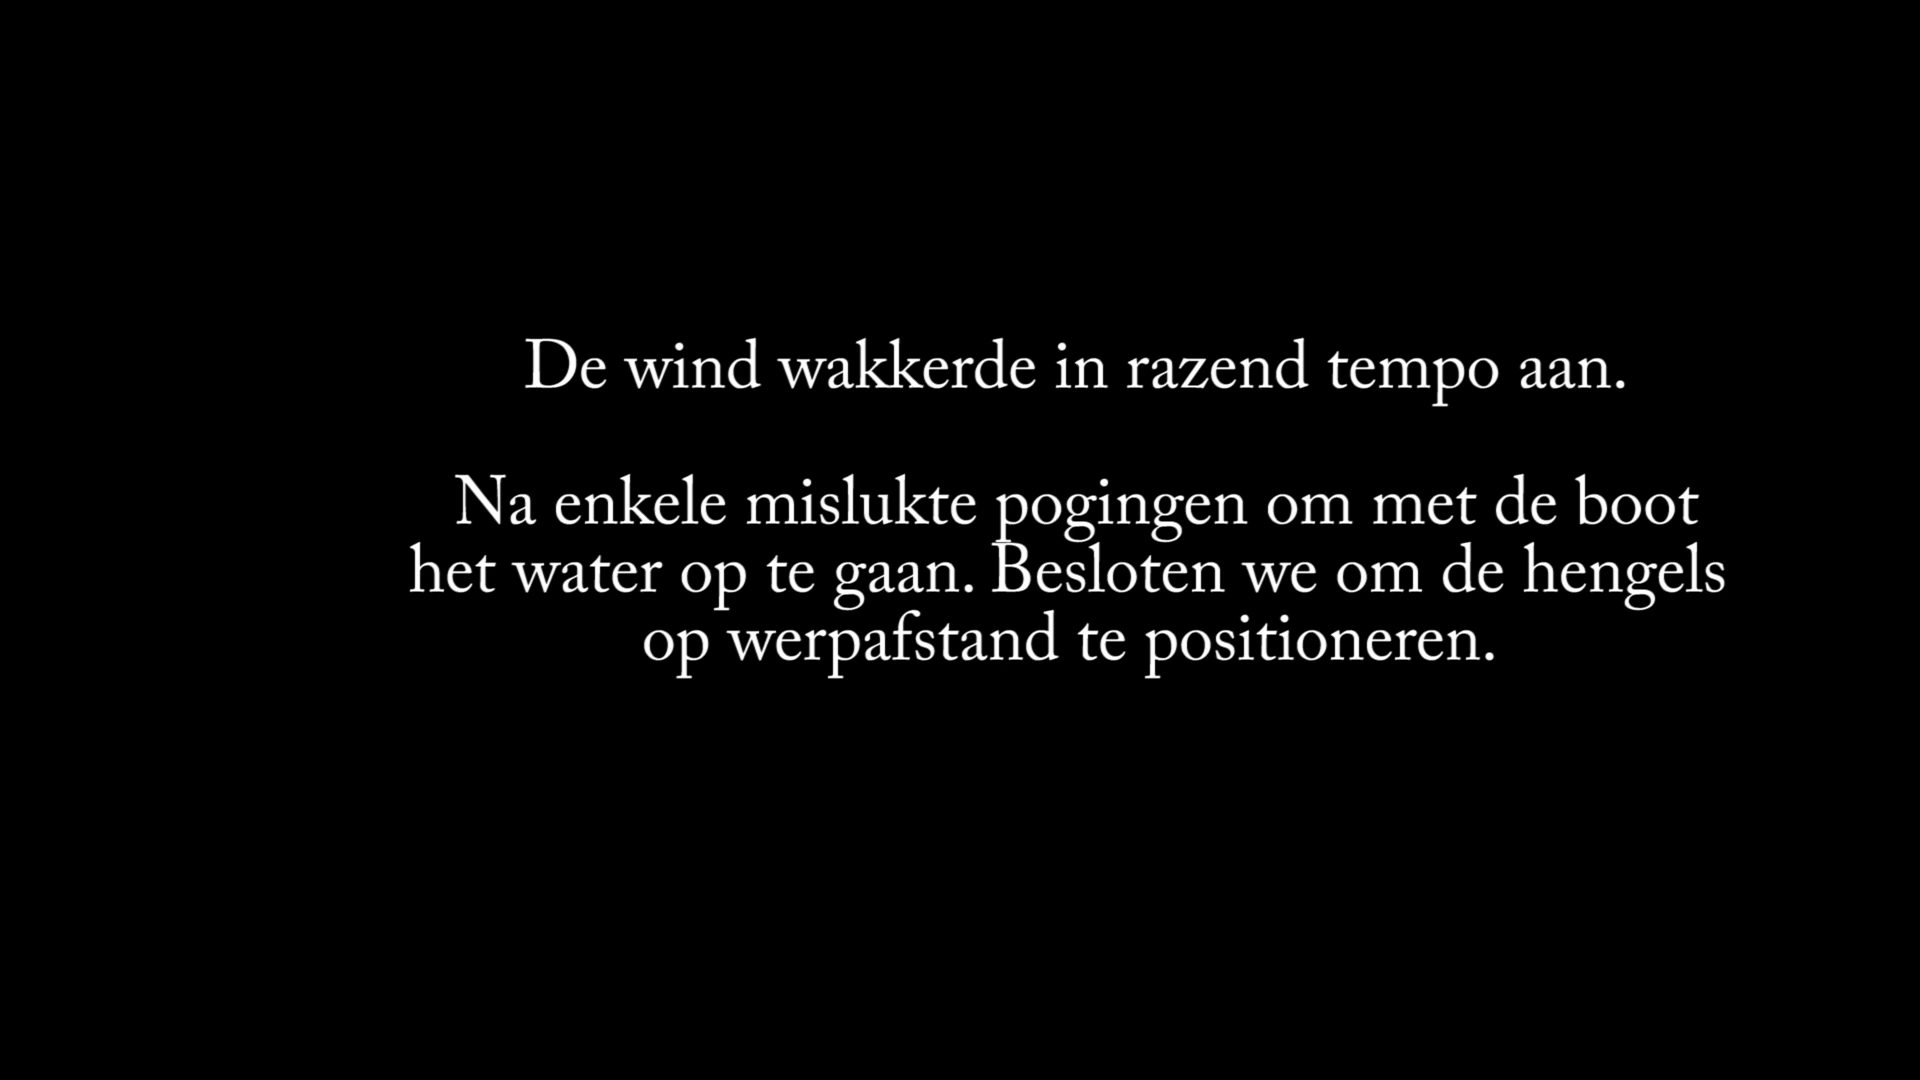 De wind wakkerde in razend tempo aan.
Na enkele mislukte pogingen om met de boot
het water op te gaan. Besloten we om de hengels
op werpafstand te positioneren.